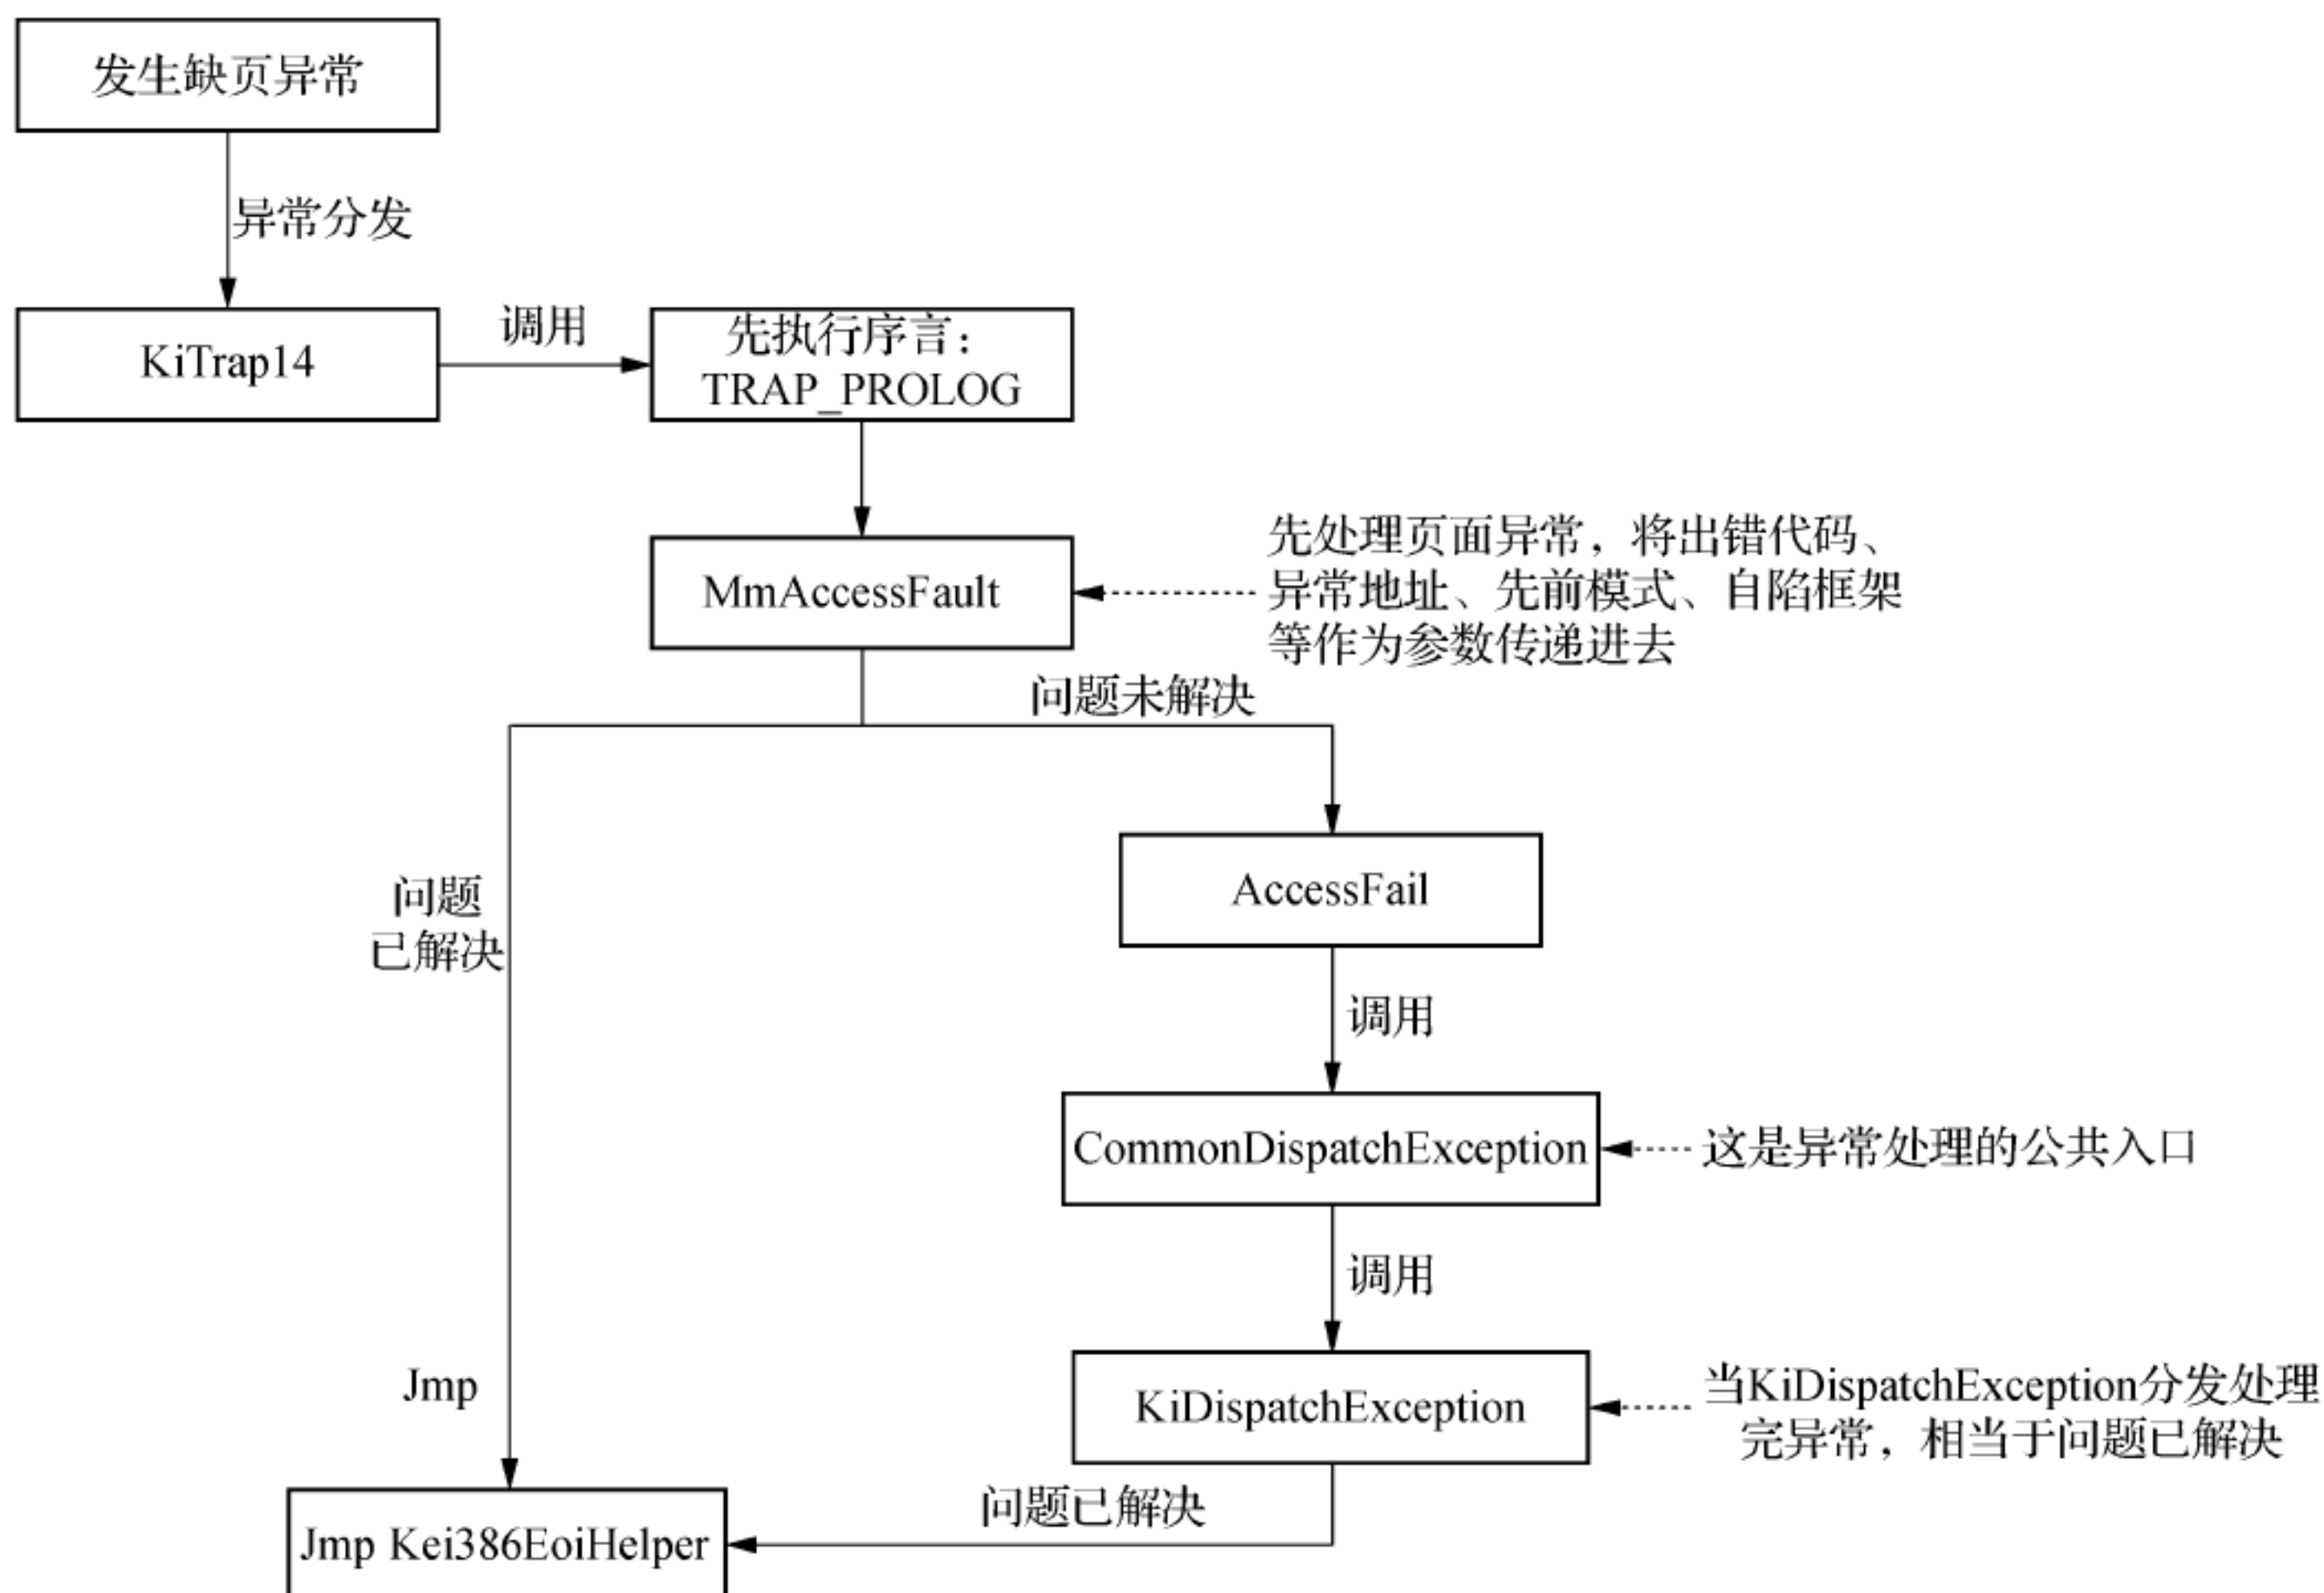 发生缺页异常
异常分发
KiTrap14
调用
先执行序言：
TRAP_PROLOG
MmAccessFault
先处理页面异常，将出错代码、
异常地址、先前模式、自陷框架
等作为参数传递进去
问题未解决
问题
已解决
AccessFail
调用
CommonDispatchException
这是异常处理的公共入口
调用
Jmp
KiDispatchException
当KiDispatchException分发处理
完异常，相当于问题已解决
问题已解决
Jmp Kei386EoiHelper